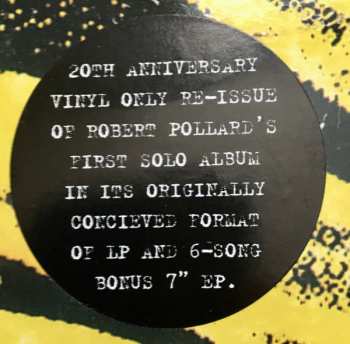 20TH ANNIVERSARY
VINYL ONLY RE-ISSUE
OF ROBERT POLLARD'S
FIRST SOLO ALBUM
IN ITS ORIGINALLY
CONCIEVED FORMAT
OF LP AND 6-SONG
BONUS 7" EP.